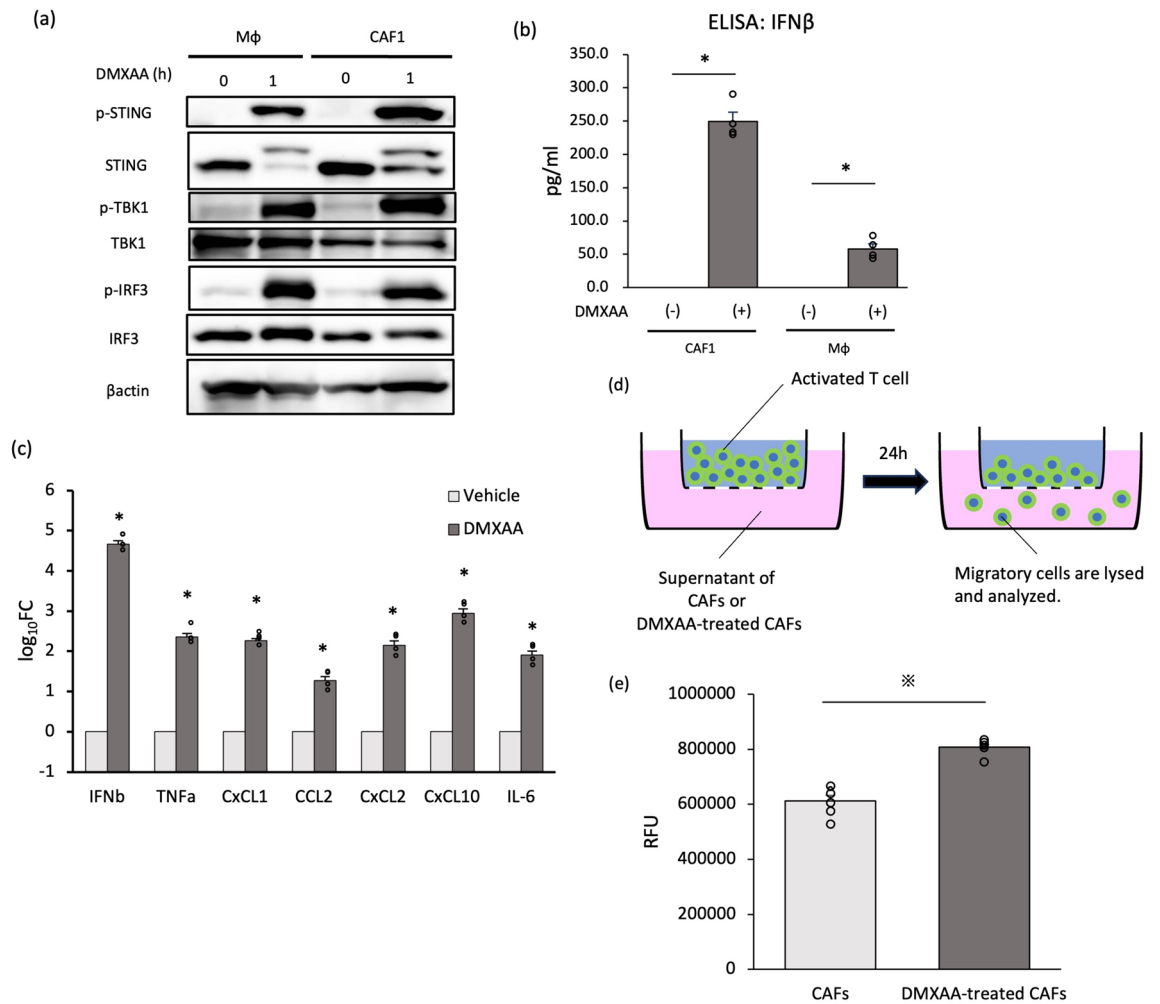 (a)
Mϕ CAF1
DMXAA (h) 0 1 0 1
p-STING
STING
p-TBK1
TBK1
p-IRF3
IRF3
βactin
(b)
ELISA: IFNβ
pg/ml
350.0
300.0
250.0
200.0
150.0
100.0
50.0
0.0
*
*
DMXAA (-) (+) (-) (+)
CAF1 Mϕ
(c)
log10FC
6
5
4
3
2
1
0
-1
Vehicle
DMXAA
* * * * * * *
IFNb TNFa CxCL1 CCL2 CxCL2 CxCL10 IL-6
(d)
Activated T cell
24h
Supernatant of
CAFs or
DMXAA-treated CAFs
Migratory cells are lysed
and analyzed.
(e)
RFU
1000000
800000
600000
400000
200000
0
※
CAFs DMXAA-treated CAFs